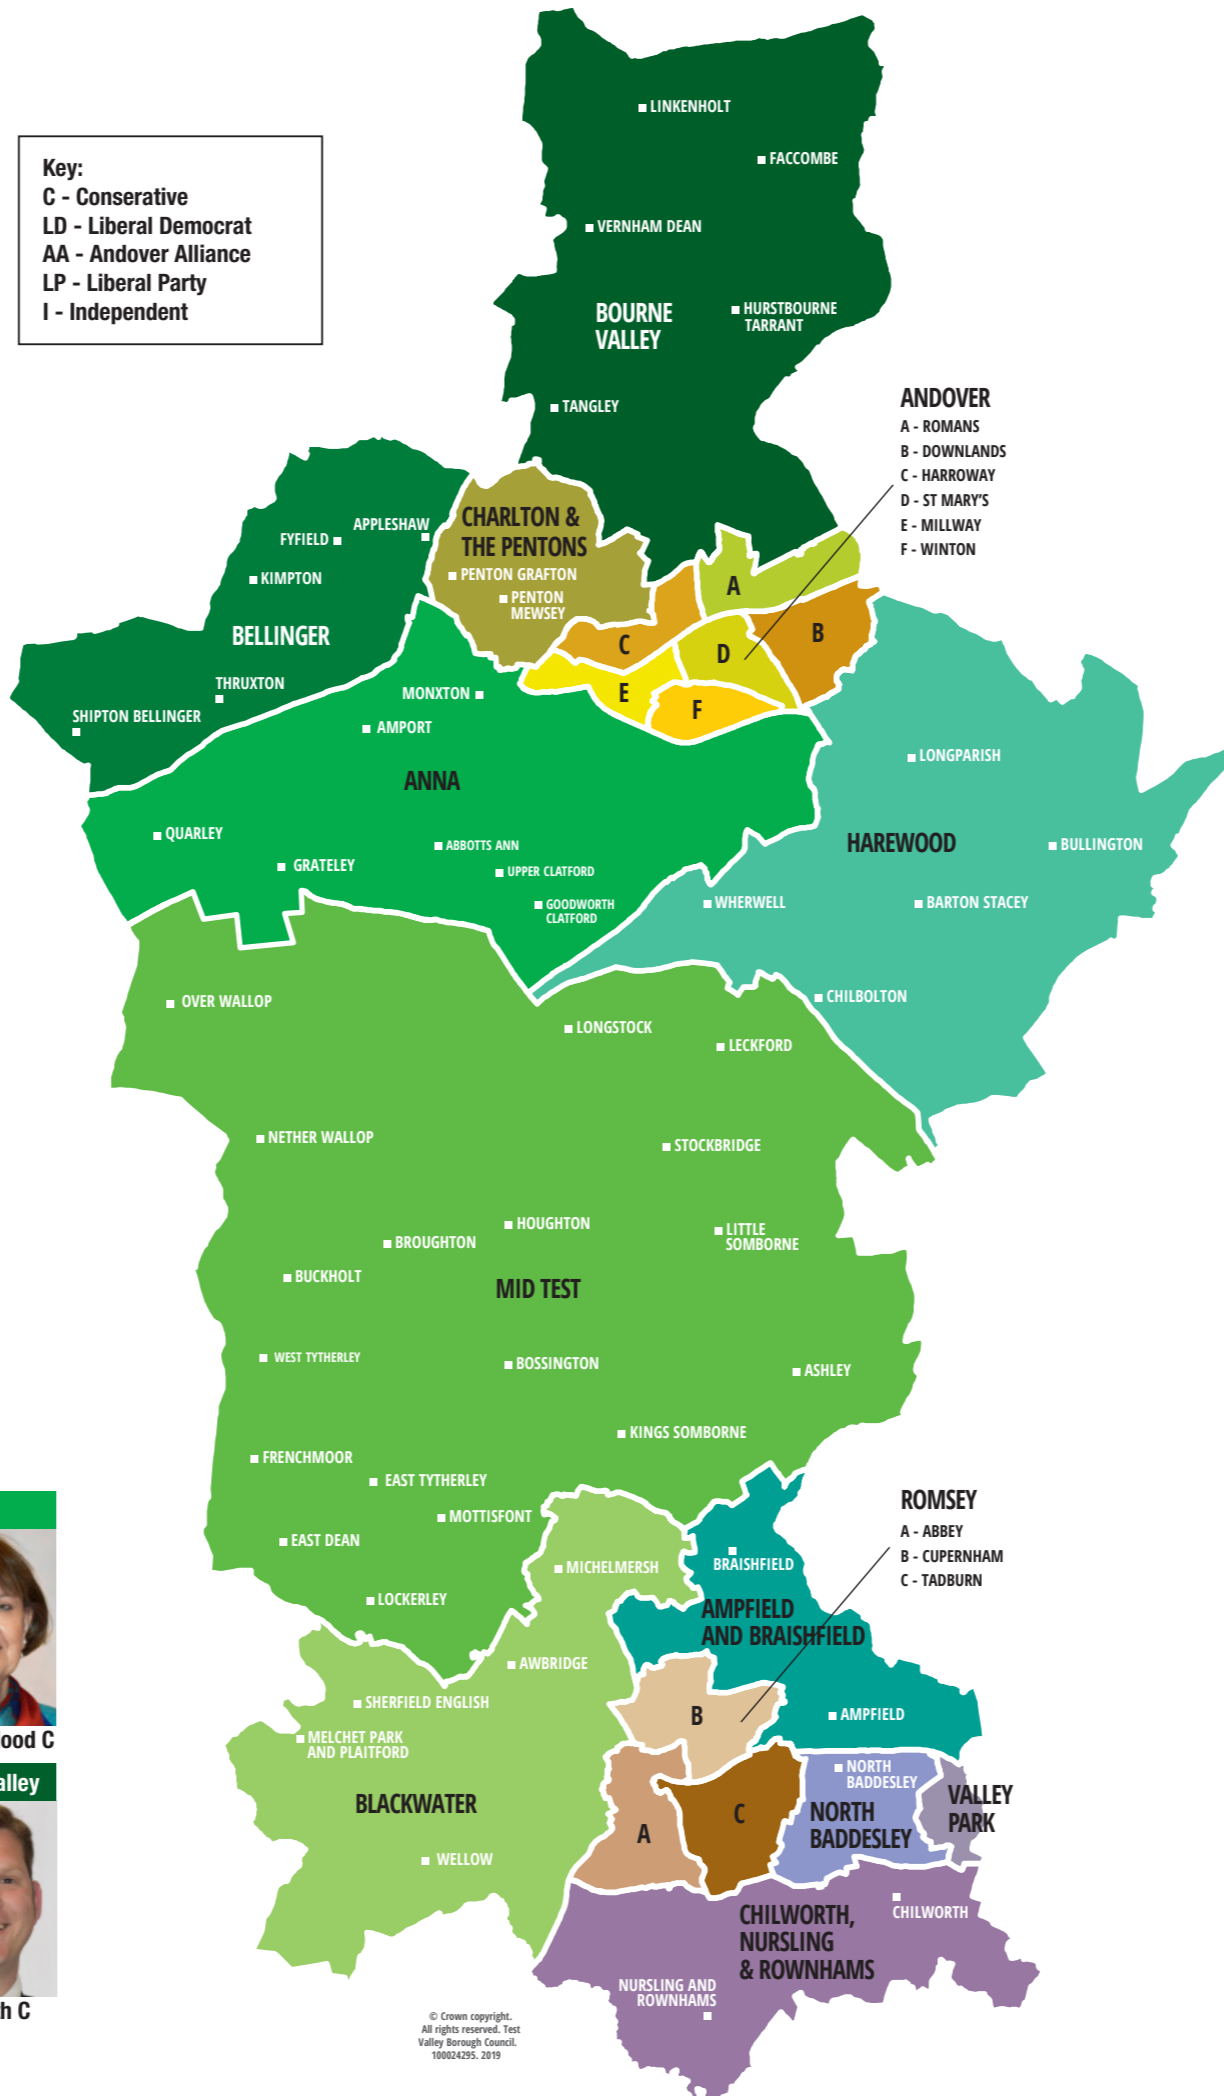 Key:
C - Conserative
LD - Liberal Democrat
AA - Andover Alliance
LP - Liberal Party
I - Independent
LINKENHOLT
FACCOMBE
VERNHAM DEAN
BOURNE
VALLEY
HURSTBOURNE
TARRANT
TANGLEY
ANDOVER
A - ROMANS
B - DOWNLANDS
C - HARROWAY
D - ST MARY'S
E - MILLWAY
F - WINTON
CHARLTON &
THE PENTONS
PENTON GRAFTON
PENTON
MEWSEY
APPLESHAW
FYFIELD
KIMPTON
BELLINGER
THRUXTON
SHIPTON BELLINGER
A
B
C
D
E
F
MONXTON
AMPORT
ANNA
QUARLEY
GRATELEY
ABBOTTS ANN
UPPER CLATFORD
GOODWORTH
CLATFORD
LONGPARISH
HAREWOOD
BULLINGTON
WHERWELL
BARTON STACEY
CHILBOLTON
OVER WALLOP
LONGSTOCK
LECKFORD
NETHER WALLOP
STOCKBRIDGE
HOUGHTON
LITTLE
SOMBORNE
BROUGHTON
BUCKHOLT
MID TEST
WEST TYTHERLEY
BOSSINGTON
ASHLEY
KINGS SOMBORNE
FRENCHMOOR
EAST TYTHERLEY
MOTTISFONT
EAST DEAN
LOCKERLEY
ROMSEY
A - ABBEY
B - CUPERNHAM
C - TADBURN
MICHELMERSH
BRAISHFIELD
AMPFIELD
AND BRAISHFIELD
AWBRIDGE
SHERFIELD ENGLISH
MELCHET PARK
AND PLAITFORD
AMPFIELD
B
BLACKWATER
A
C
NORTH
BADDESLEY
NORTH
BADDESLEY
VALLEY
PARK
WELLOW
CHILWORTH
CHILWORTH,
NURSLING
& ROWNHAMS
NURSLING AND
ROWNHAMS
ood C
alley
h C
© Crown copyright.
All rights reserved. Test
Valley Borough Council.
100024295. 2019